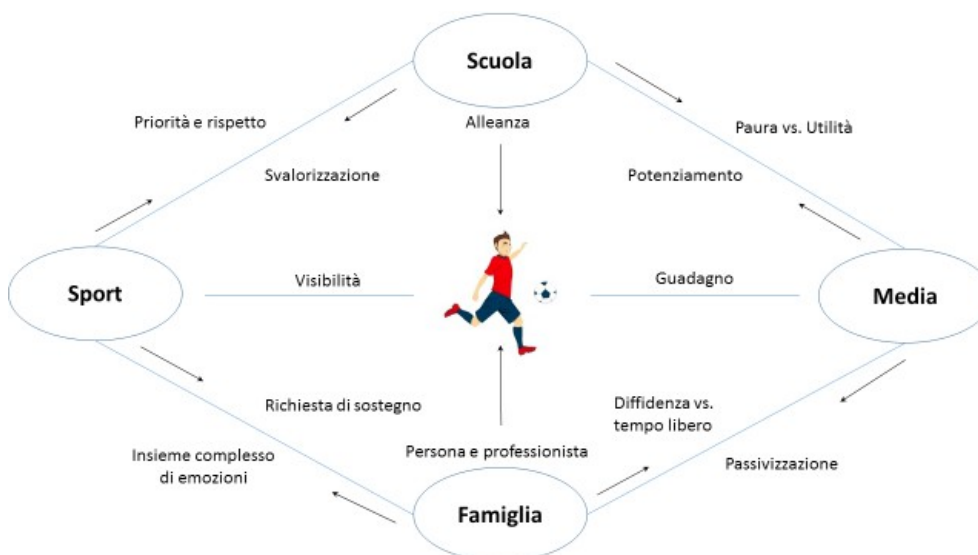 Scuola
Priorità e rispetto
Alleanza
Paura vs. Utilità
Svalorizzazione
Potenziamento
Sport
Visibilità
Guadagno
Media
Richiesta di sostegno
Diffidenza vs.
tempo libero
Insieme complesso
di emozioni
Persona e professionista
Passivizzazione
Famiglia